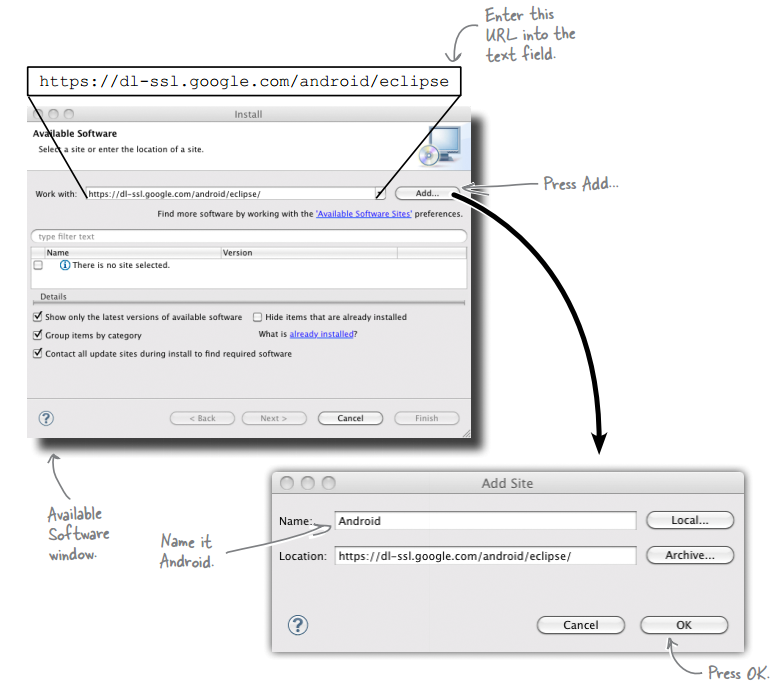 Enter this
URL into the
text field.
https://dl-ssl.google.com/android/eclipse
Install
Available Software
Select a site or enter the location of a site.
Work with: https://dl-ssl.google.com/android/eclipse/ Add...
Press Add...
Find more software by working with the 'Available Software Sites' preferences.
type filter text
Name Version
There is no site selected.
Details
Show only the latest versions of available software Hide items that are already installed
Group items by category What is already installed?
Contact all update sites during install to find required software
? < Back Next > Cancel Finish
Available
Software
window.
Name it
Android.
Add Site
Name: Android Local...
Location: https://dl-ssl.google.com/android/eclipse/ Archive...
? Cancel OK
Press OK.